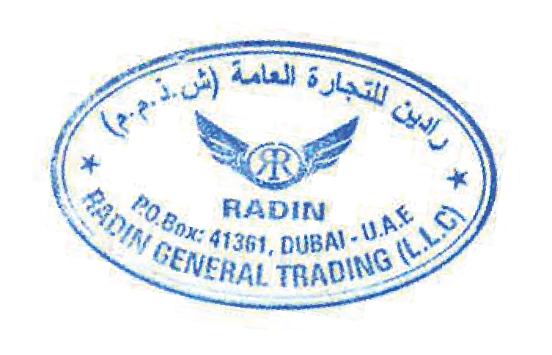 رادين للتجارة العامة (ش.ذ.م.م)
RR
RADIN
P.O.Box: 41361, DUBAI - U.A.E
RADIN GENERAL TRADING (L.L.C)